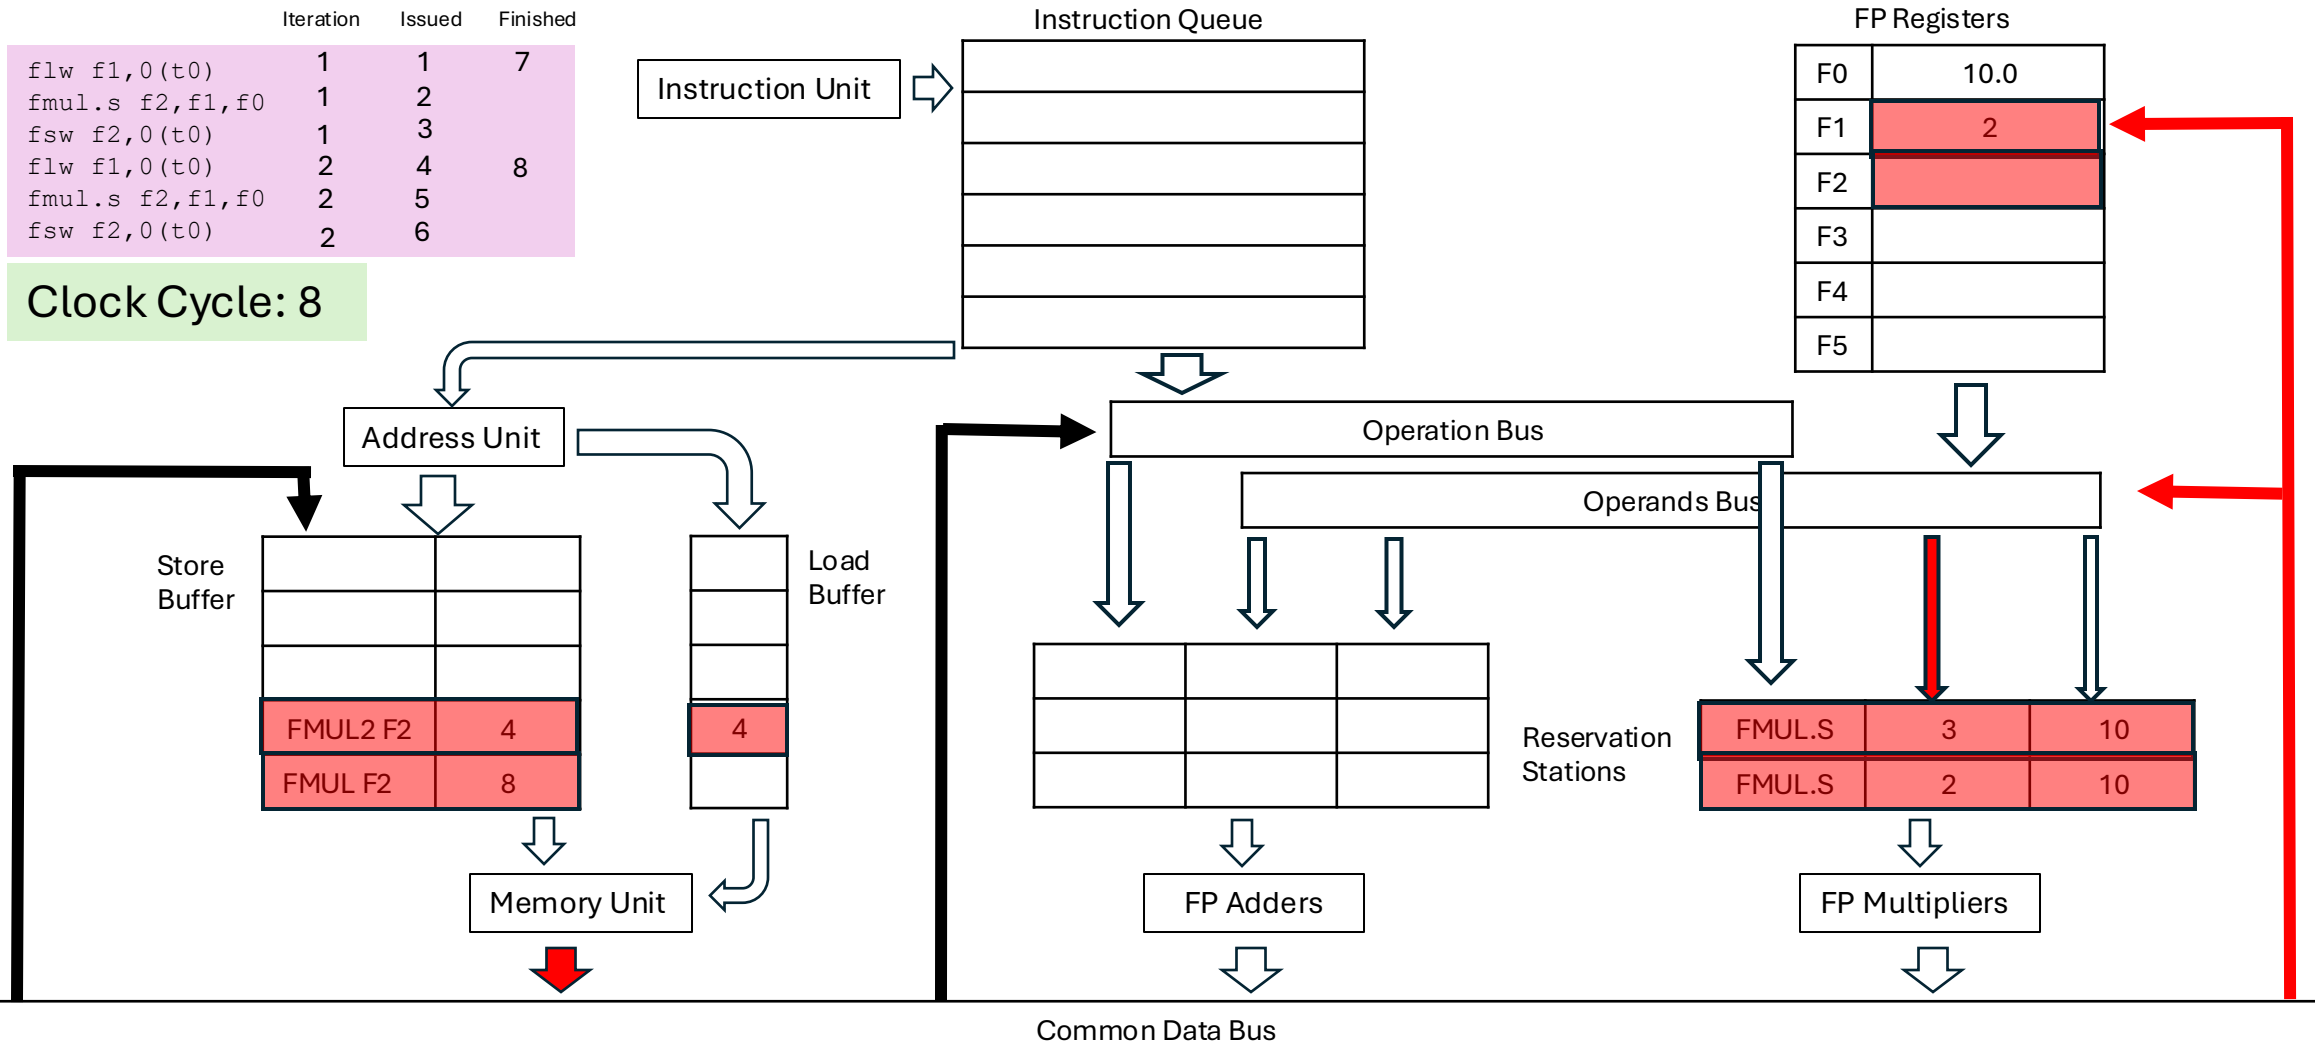 Iteration Issued Finished
flw f1,0(t0) 1 1 7
fmul.s f2,f1,f0 1 2
fsw f2,0(t0) 1 3
flw f1,0(t0) 2 4 8
fmul.s f2,f1,f0 2 5
fsw f2,0(t0) 2 6
Clock Cycle: 8
Instruction Queue
Instruction Unit
FP Registers
F0 10.0
F1 2
F2
F3
F4
F5
Address Unit
Operation Bus
Operands Bus
Store
Buffer
Load
Buffer
FMUL2 F2 4
FMUL F2 8
4
Reservation
Stations
FMUL.S 3 10
FMUL.S 2 10
Memory Unit
FP Adders
FP Multipliers
Common Data Bus